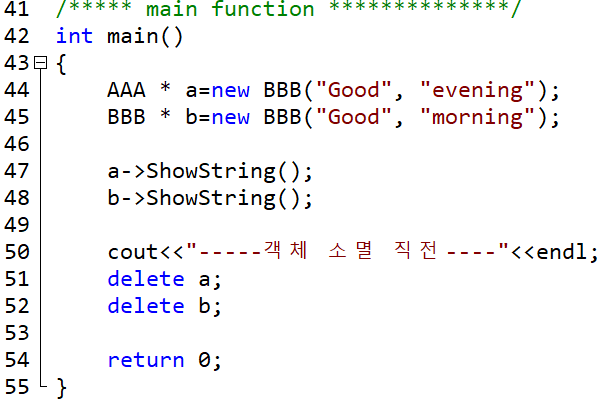 41 /***** main function **************/
42 int main()
43 {
44 AAA * a=new BBB("Good", "evening");
45 BBB * b=new BBB("Good", "morning");
46
47 a->ShowString();
48 b->ShowString();
49
50 cout<<"-----객체 소멸 직전----"<<endl;
51 delete a;
52 delete b;
53
54 return 0;
55 }